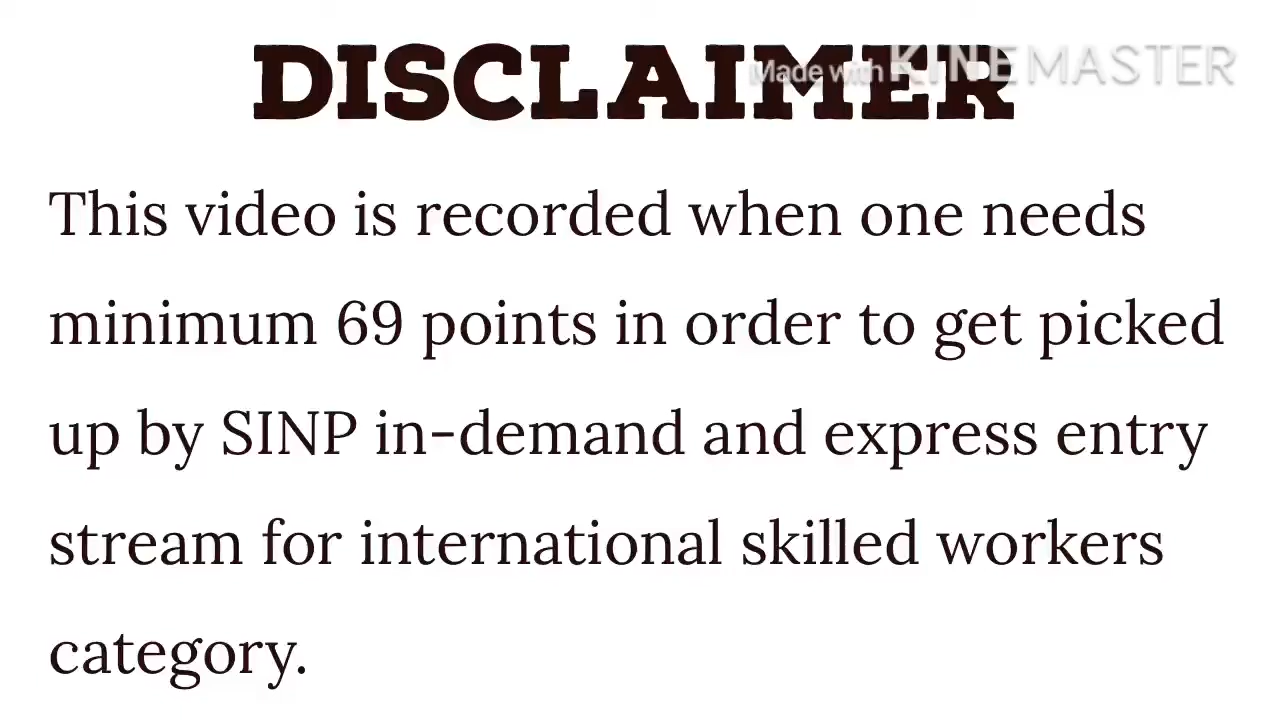 DISCLAIMER
Made with KINEMASTER
This video is recorded when one needs
minimum 69 points in order to get picked
up by SINP in-demand and express entry
stream for international skilled workers
category.